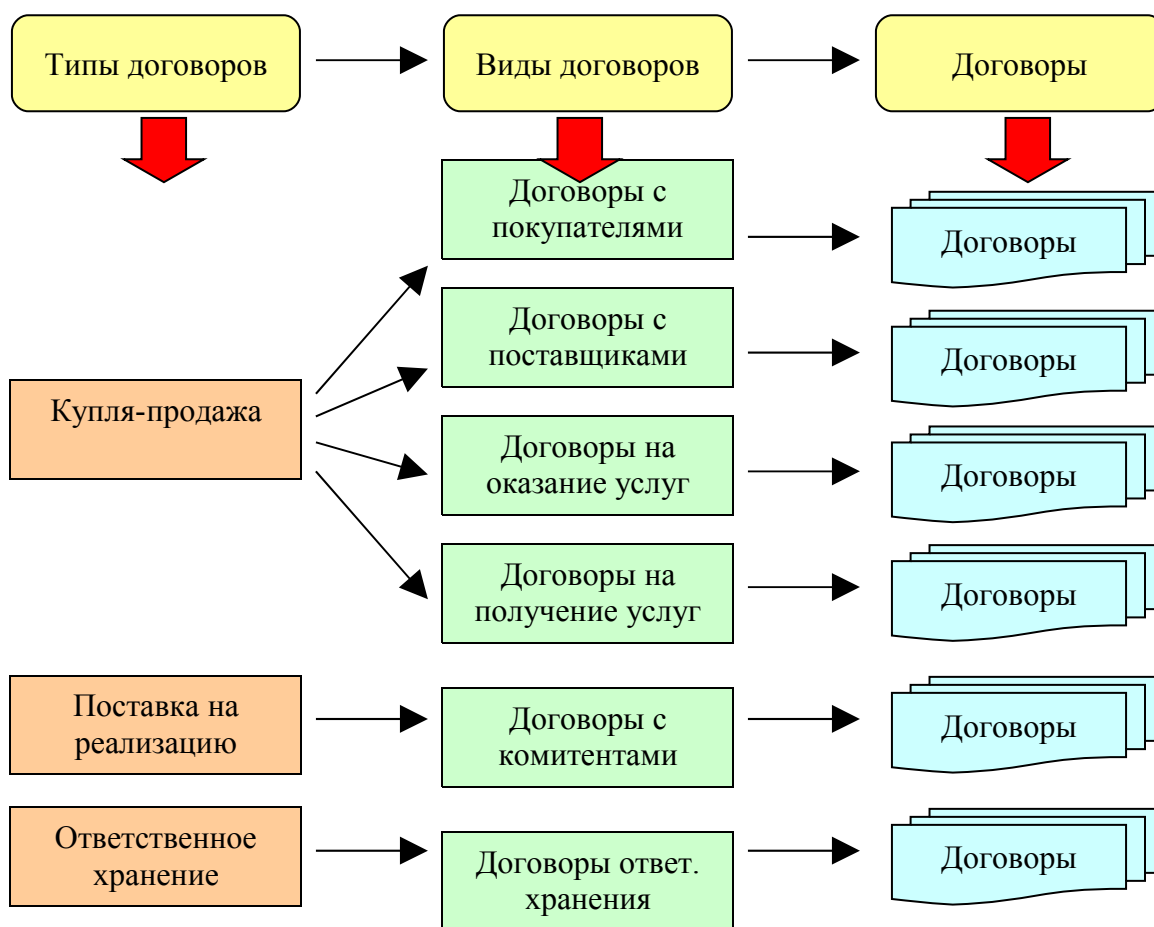 Типы договоров
Виды договоров
Договоры
Договоры с
покупателями
Договоры
Договоры с
поставщиками
Договоры
Купля-продажа
Договоры на
оказание услуг
Договоры
Договоры на
получение услуг
Договоры
Поставка на
реализацию
Договоры с
комитентами
Договоры
Ответственное
хранение
Договоры ответ.
хранения
Договоры